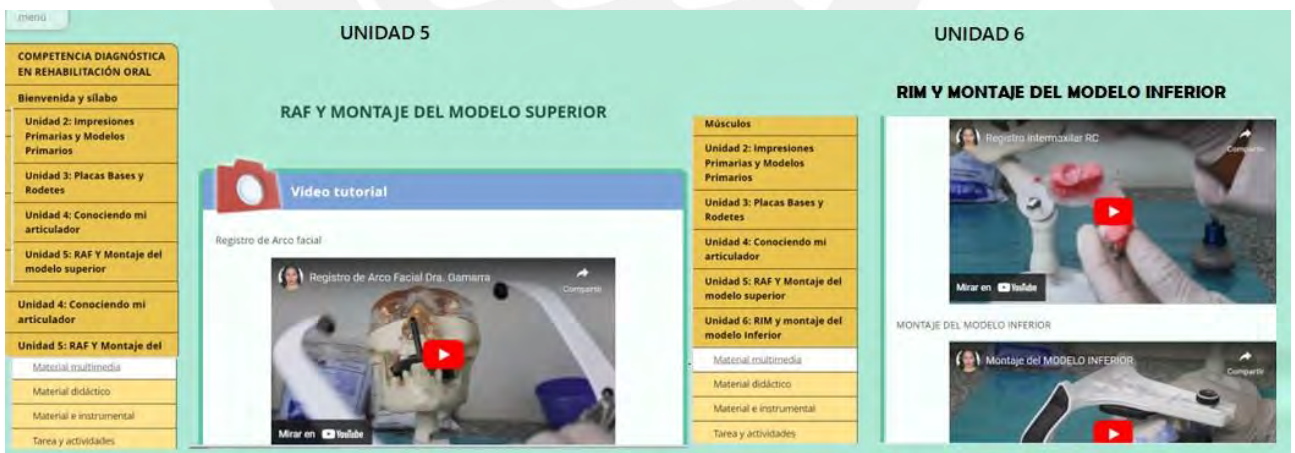 menú
COMPETENCIA DIAGNÓSTICA
EN REHABILITACIÓN ORAL
Bienvenida y sílabo
Unidad 2: Impresiones
Primarias y Modelos
Primarios
Unidad 3: Placas Bases y
Rodetes
Unidad 4: Conociendo mi
articulador
Unidad 5: RAF Y Montaje del
modelo superior
Unidad 4: Conociendo mi
articulador
Unidad 5: RAF Y Montaje del
Material multimedia
Material didáctico
Material e instrumental
Tarea y actividades
UNIDAD 5
RAF Y MONTAJE DEL MODELO SUPERIOR
Video tutorial
Registro de Arco facial
Registro de Arco Facial Dra. Gamarra
Compartir
Mirar en YouTube
Músculos
Unidad 2: Impresiones
Primarias y Modelos
Primarios
Unidad 3: Placas Bases y
Rodetes
Unidad 4: Conociendo mi
articulador
Unidad 5: RAF Y Montaje del
modelo superior
Unidad 6: RIM y montaje del
modelo Inferior
Material multimedia
Material didáctico
Material e instrumental
Tarea y actividades
UNIDAD 6
RIM Y MONTAJE DEL MODELO INFERIOR
Registro Intermaxilar RC
Compartir
Mirar en YouTube
MONTAJE DEL MODELO INFERIOR
Montaje del MODELO INFERIOR
Compartir